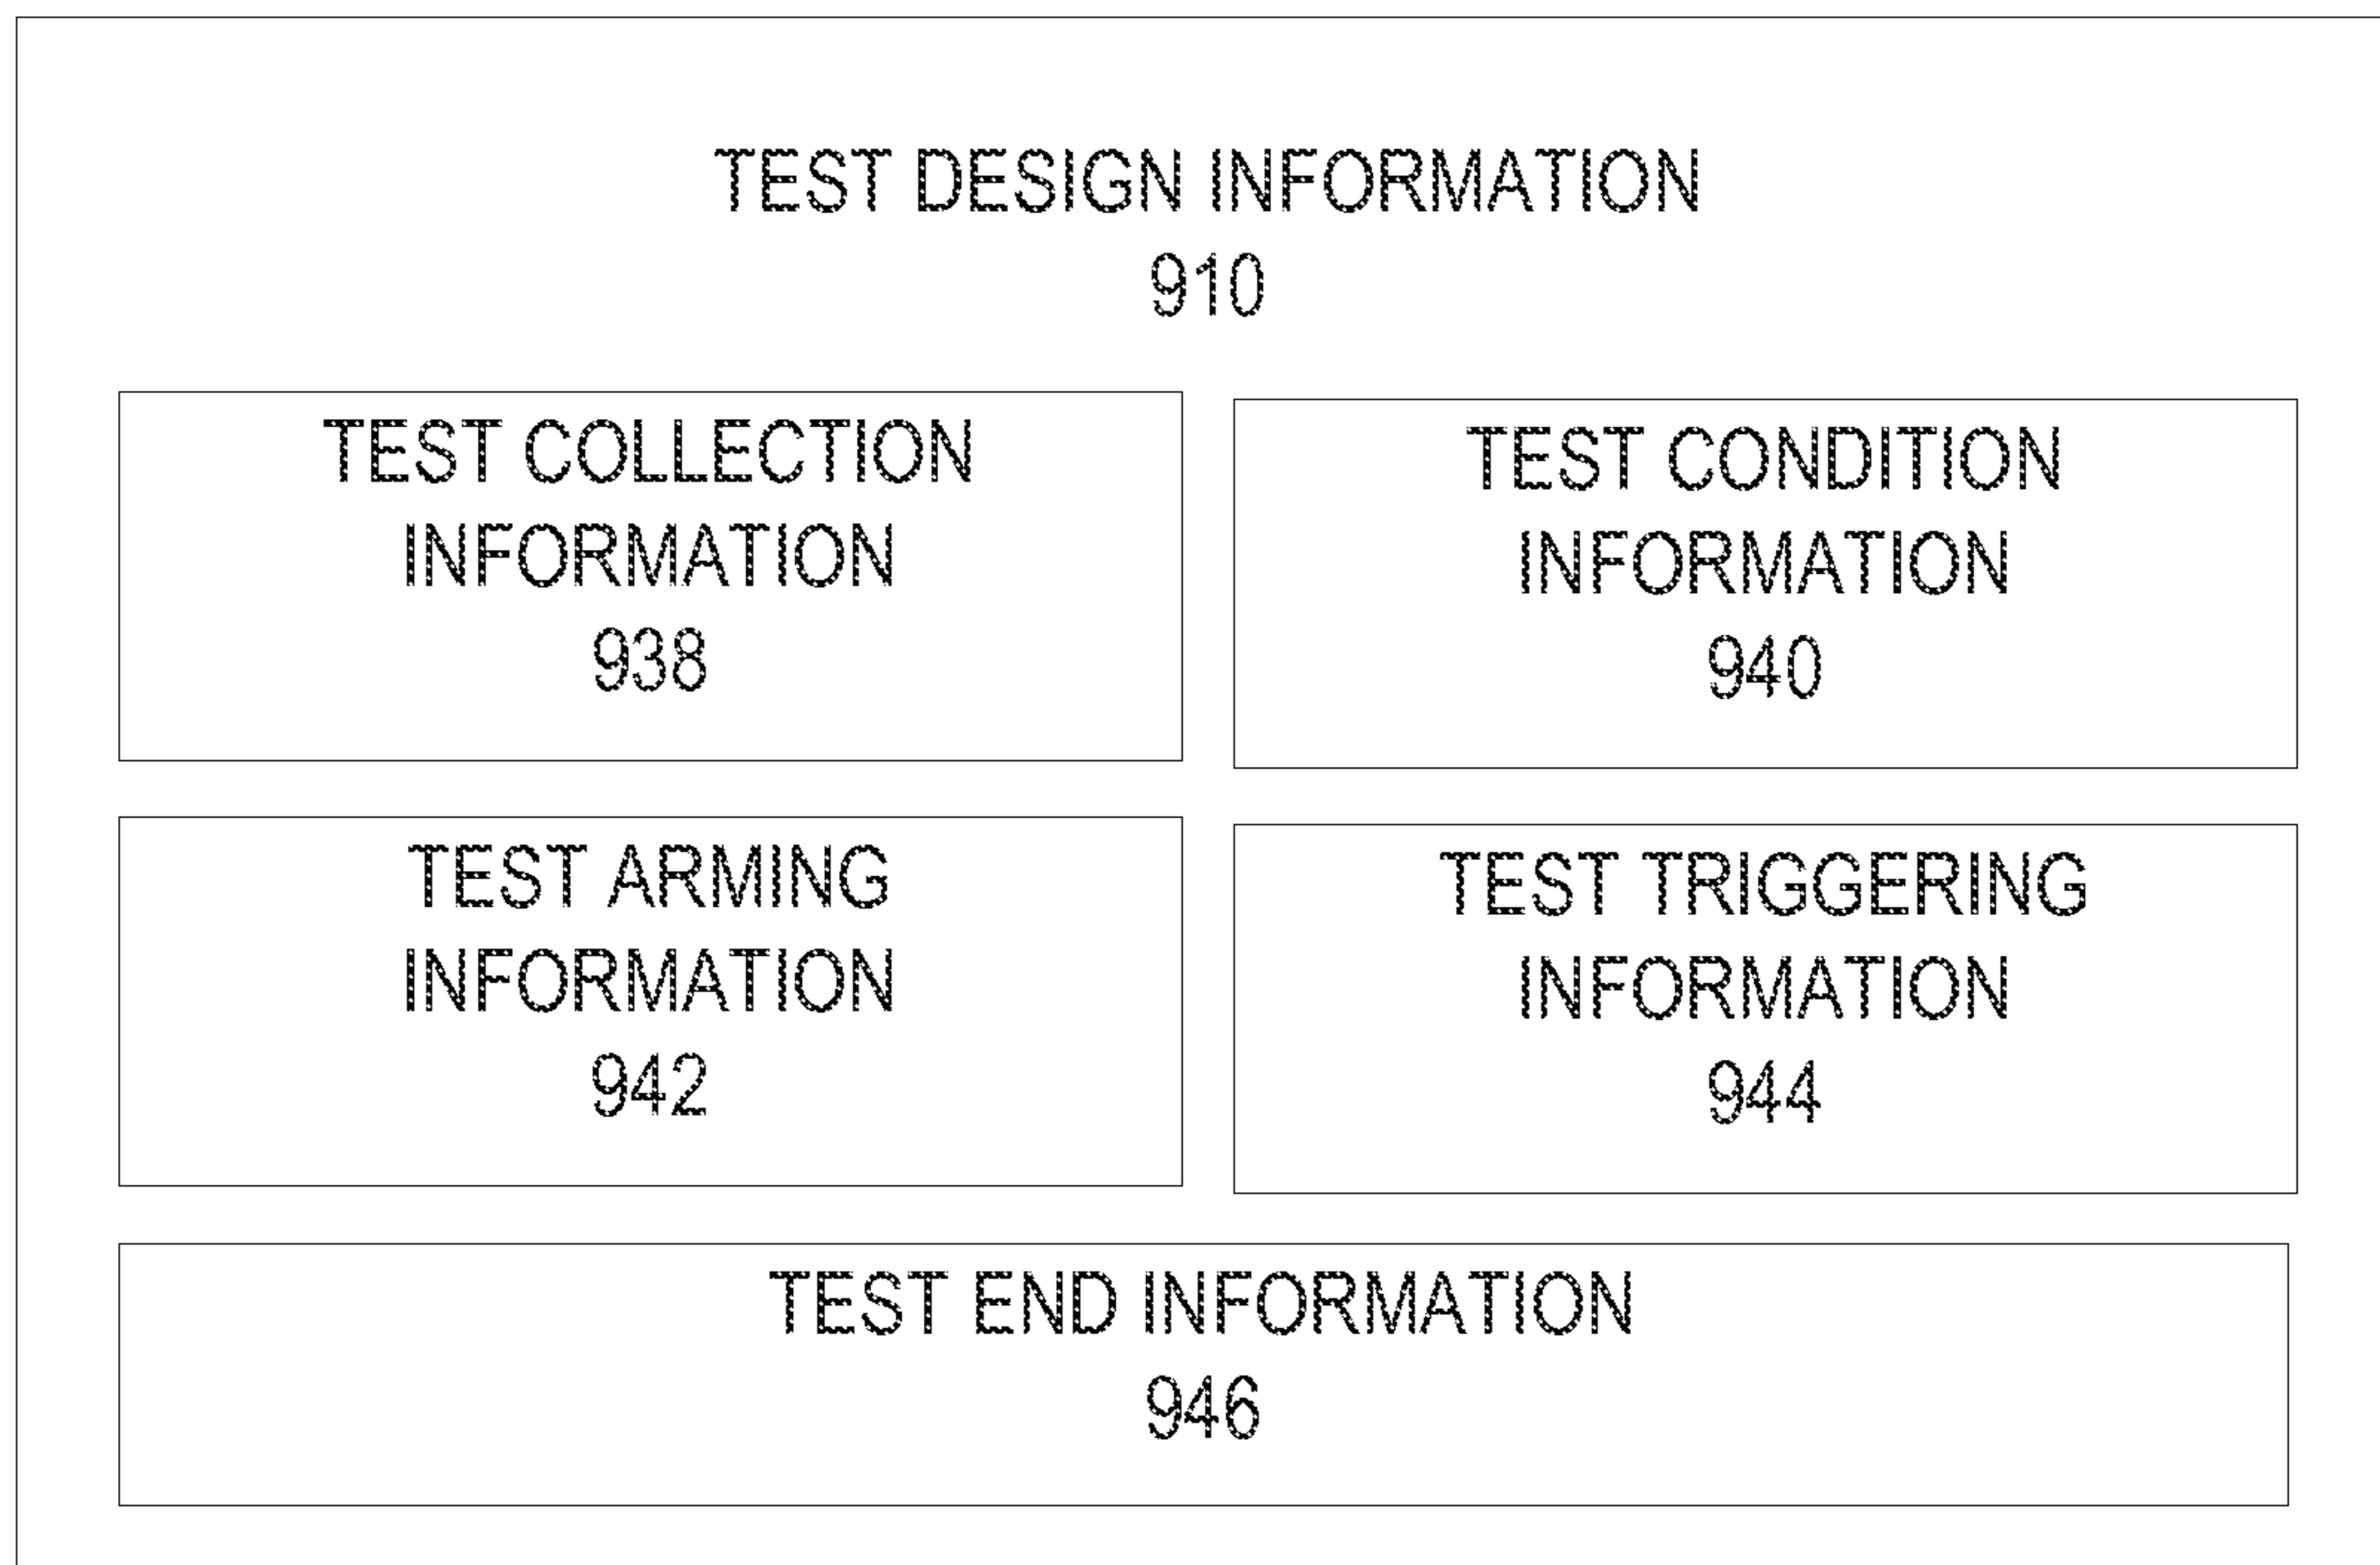 TEST DESIGN INFORMATION
910
TEST COLLECTION
INFORMATION
938
TEST CONDITION
INFORMATION
940
TEST ARMING
INFORMATION
942
TEST TRIGGERING
INFORMATION
944
TEST END INFORMATION
946